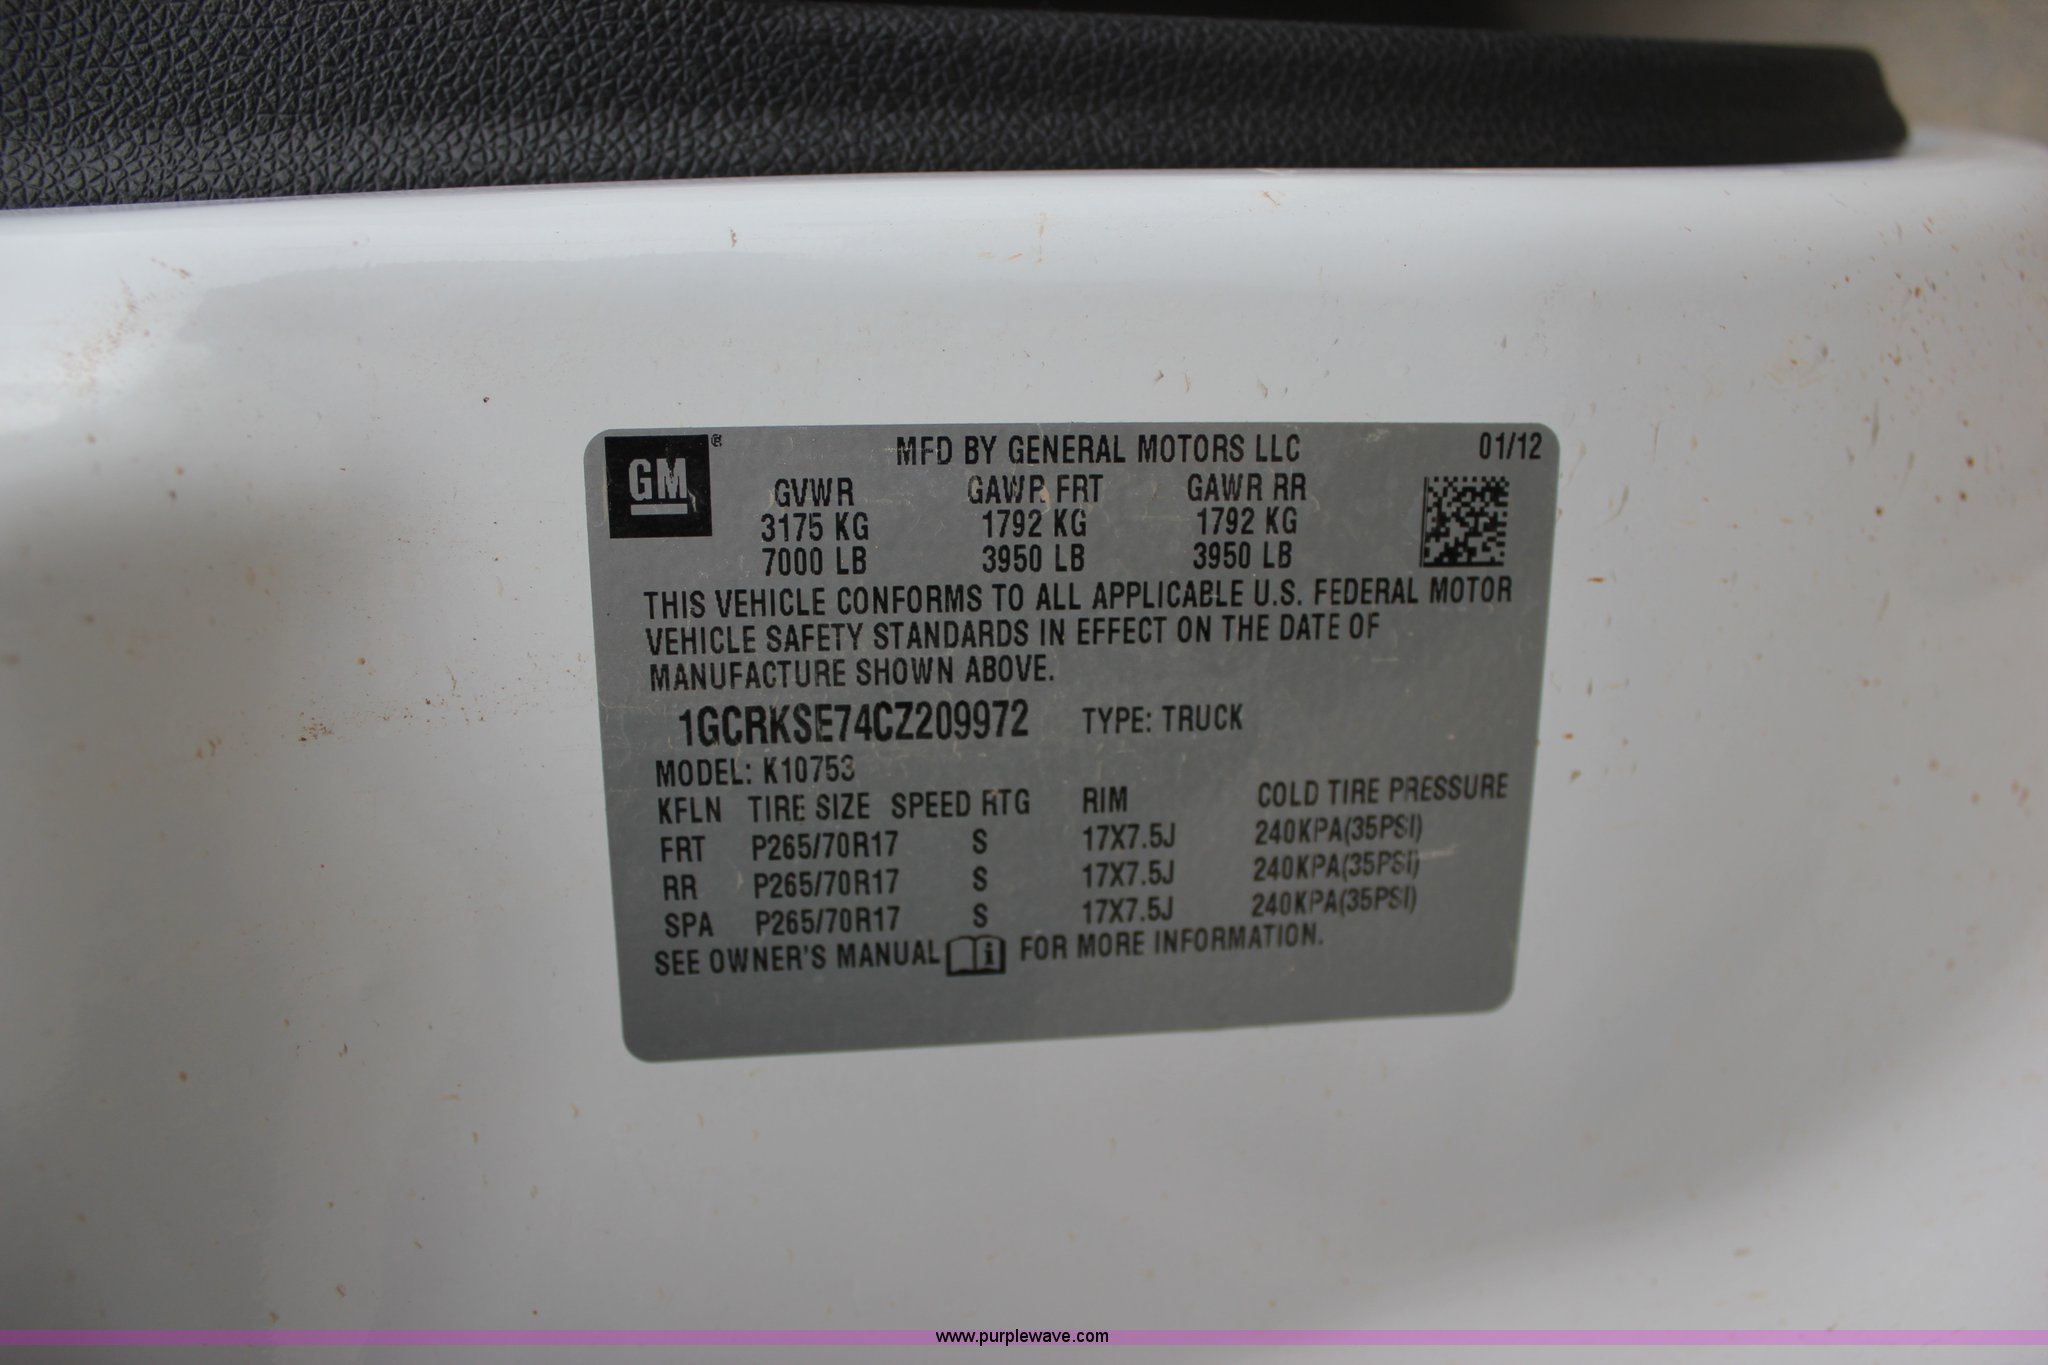 GM ® MFD BY GENERAL MOTORS LLC 01/12
GVWR GAWR FRT GAWR RR
3175 KG 1792 KG 1792 KG
7000 LB 3950 LB 3950 LB
THIS VEHICLE CONFORMS TO ALL APPLICABLE U.S. FEDERAL MOTOR
VEHICLE SAFETY STANDARDS IN EFFECT ON THE DATE OF
MANUFACTURE SHOWN ABOVE.
1GCRKSE74CZ209972 TYPE: TRUCK
MODEL: K10753
KFLN TIRE SIZE SPEED RTG RIM COLD TIRE PRESSURE
FRT P265/70R17 S 17X7.5J 240KPA(35PSI)
RR P265/70R17 S 17X7.5J 240KPA(35PSI)
SPA P265/70R17 S 17X7.5J 240KPA(35PSI)
SEE OWNER'S MANUAL i FOR MORE INFORMATION.
www.purplewave.com